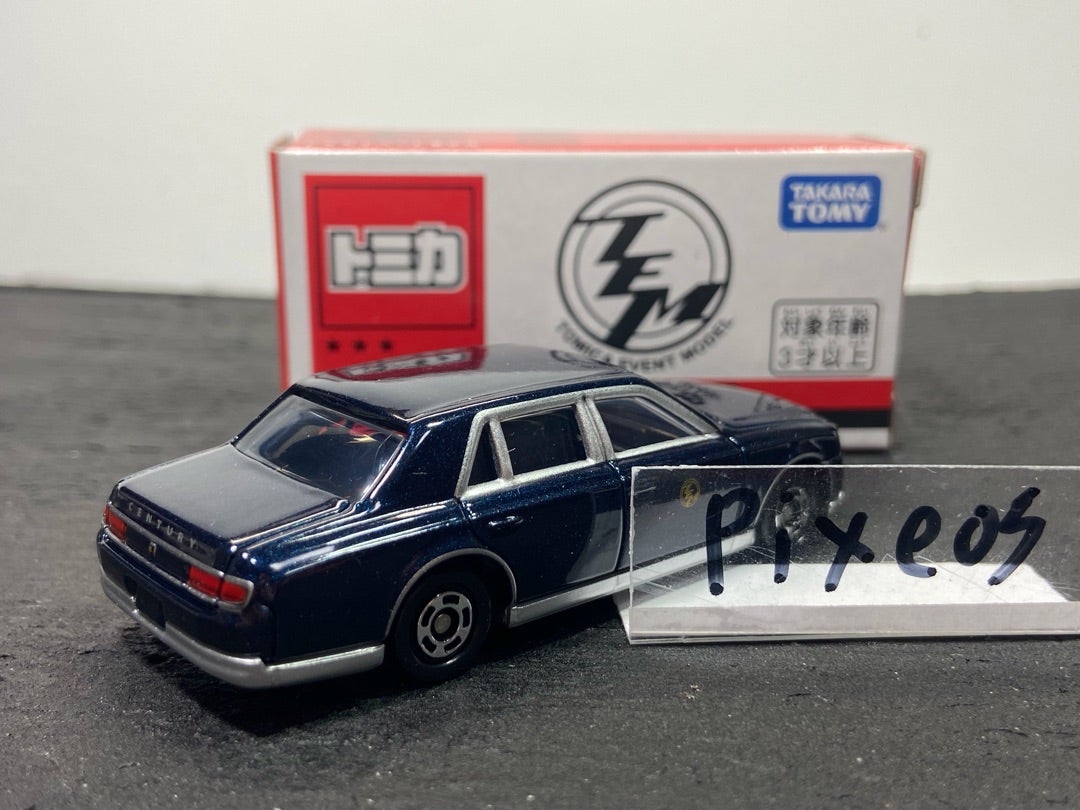 トミカ
TEM
TOMICA EVENT MODEL
TAKARA
TOMY
対象年齢
3才以上
CENTURY
Pixeos